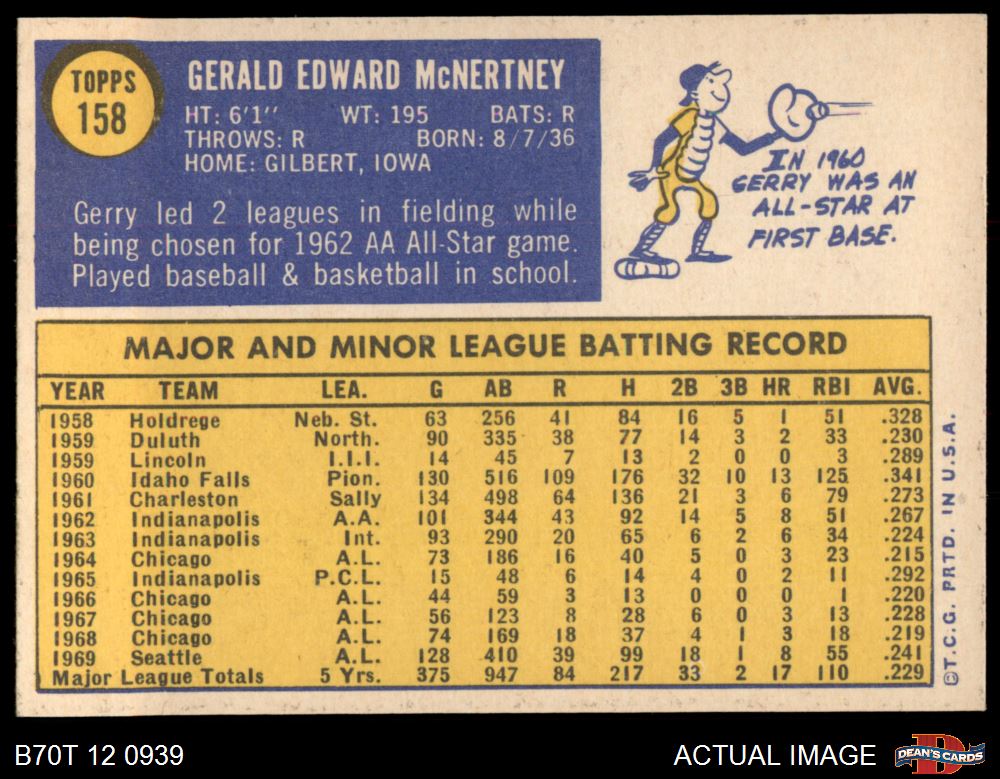 TOPPS
158
GERALD EDWARD McNERTNEY
HT: 6'1'' WT: 195 BATS: R
THROWS: R BORN: 8/7/36
HOME: GILBERT, IOWA
Gerry led 2 leagues in fielding while
being chosen for 1962 AA All-Star game.
Played baseball & basketball in school.
IN 1960
GERRY WAS AN
ALL-STAR AT
FIRST BASE.
MAJOR AND MINOR LEAGUE BATTING RECORD
YEAR TEAM LEA. G AB R H 2B 3B HR RBI AVG.
1958 Holdrege Neb. St. 63 256 41 84 16 5 1 51 .328
1959 Duluth North. 90 335 38 77 14 3 2 33 .230
1959 Lincoln I.I.I. 14 45 7 13 2 0 0 3 .289
1960 Idaho Falls Pion. 130 516 109 176 32 10 13 125 .341
1961 Charleston Sally 134 498 64 136 21 3 6 79 .273
1962 Indianapolis A.A. 101 344 43 92 14 5 8 51 .267
1963 Indianapolis Int. 93 290 20 65 6 2 6 34 .224
1964 Chicago A.L. 73 186 16 40 5 0 3 23 .215
1965 Indianapolis P.C.L. 15 48 6 14 4 0 2 11 .292
1966 Chicago A.L. 44 59 3 13 0 0 0 1 .220
1967 Chicago A.L. 56 123 8 28 6 0 3 13 .228
1968 Chicago A.L. 74 169 18 37 4 1 3 18 .219
1969 Seattle A.L. 128 410 39 99 18 1 8 55 .241
Major League Totals 5 Yrs. 375 947 84 217 33 2 17 110 .229
©T.C.G. PRTD. IN U.S.A.
B70T 12 0939 ACTUAL IMAGE
D
DEAN'S CARDS